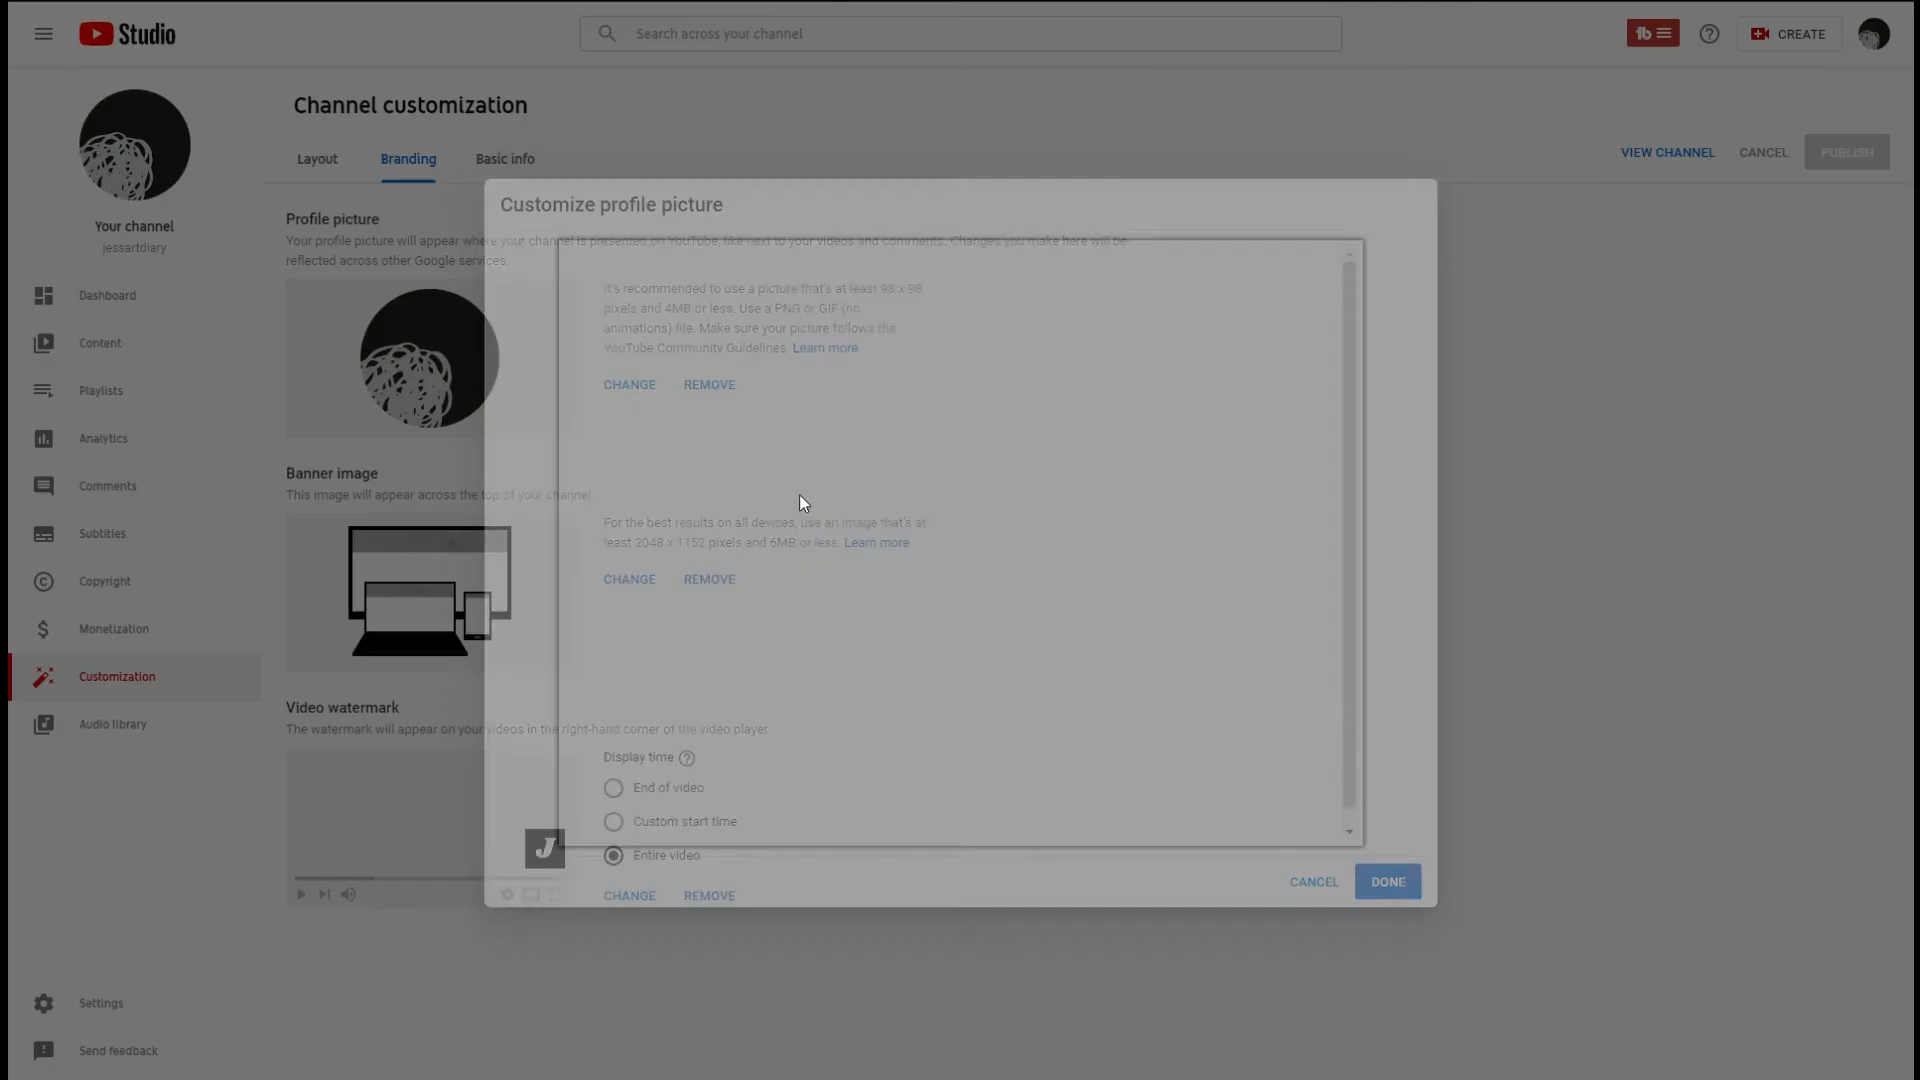 Studio
Search across your channel
CREATE
Channel customization
Layout
Branding
Basic info
VIEW CHANNEL
CANCEL
PUBLISH
Your channel
jessartdiary
Dashboard
Content
Playlists
Analytics
Comments
Subtitles
Copyright
Monetization
Customization
Audio library
Settings
Send feedback
Customize profile picture
Profile picture
Your profile picture will appear where your channel is presented on YouTube, like next to your videos and comments. Changes you make here will be
reflected across other Google services.
It's recommended to use a picture that's at least 98 x 98
pixels and 4MB or less. Use a PNG or GIF (no
animations) file. Make sure your picture follows the
YouTube Community Guidelines. Learn more
CHANGE
REMOVE
Banner image
This image will appear across the top of your channel
For the best results on all devices, use an image that's at
least 2048 x 1152 pixels and 6MB or less. Learn more
CHANGE
REMOVE
Video watermark
The watermark will appear on your videos in the right-hand corner of the video player
Display time
End of video
Custom start time
J
Entire video
CHANGE
REMOVE
CANCEL
DONE